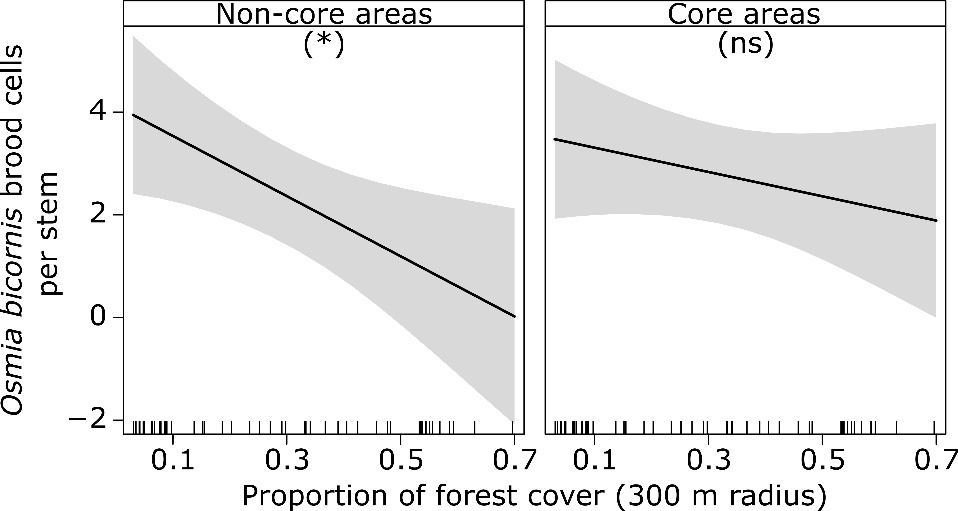 Non-core areas
Core areas
(*)
(ns)
Osmia bicornis brood cells
per stem
4
2
0
−2
0.1 0.3 0.5 0.7
0.1 0.3 0.5 0.7
Proportion of forest cover (300 m radius)